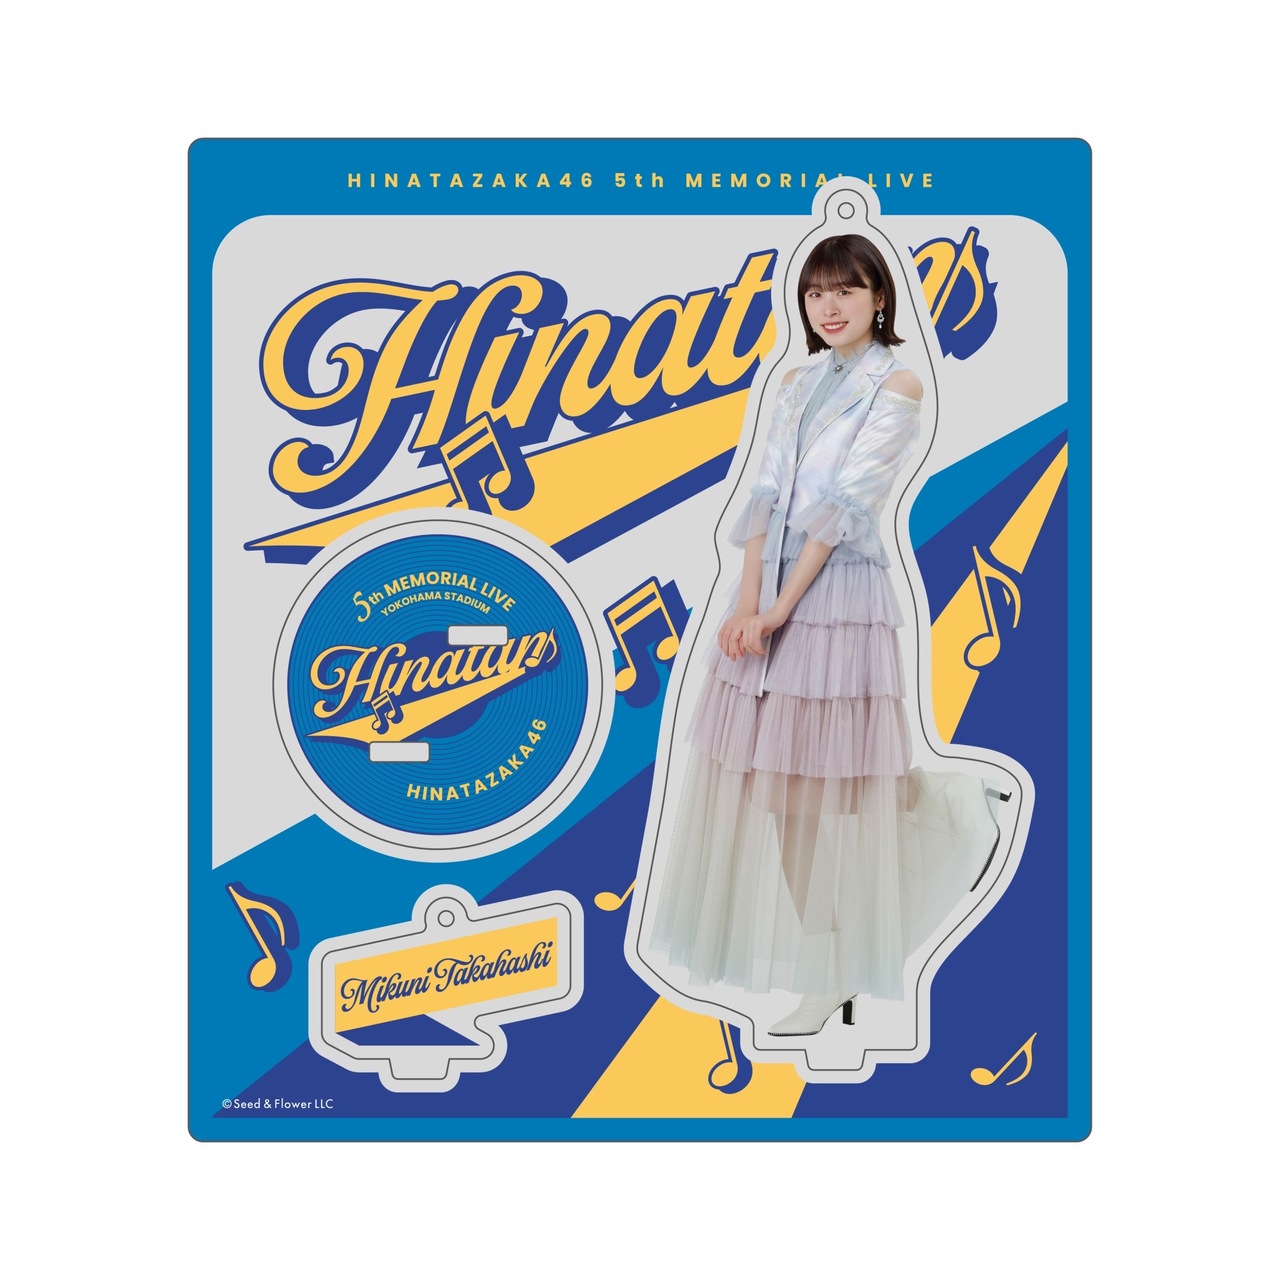 HINATAZAKA46 5th MEMORIAL LIVE
Hinatans
5th MEMORIAL LIVE
YOKOHAMA STADIUM
Hinatans
HINATAZAKA46
Mikuni Takahashi
©Seed & Flower LLC